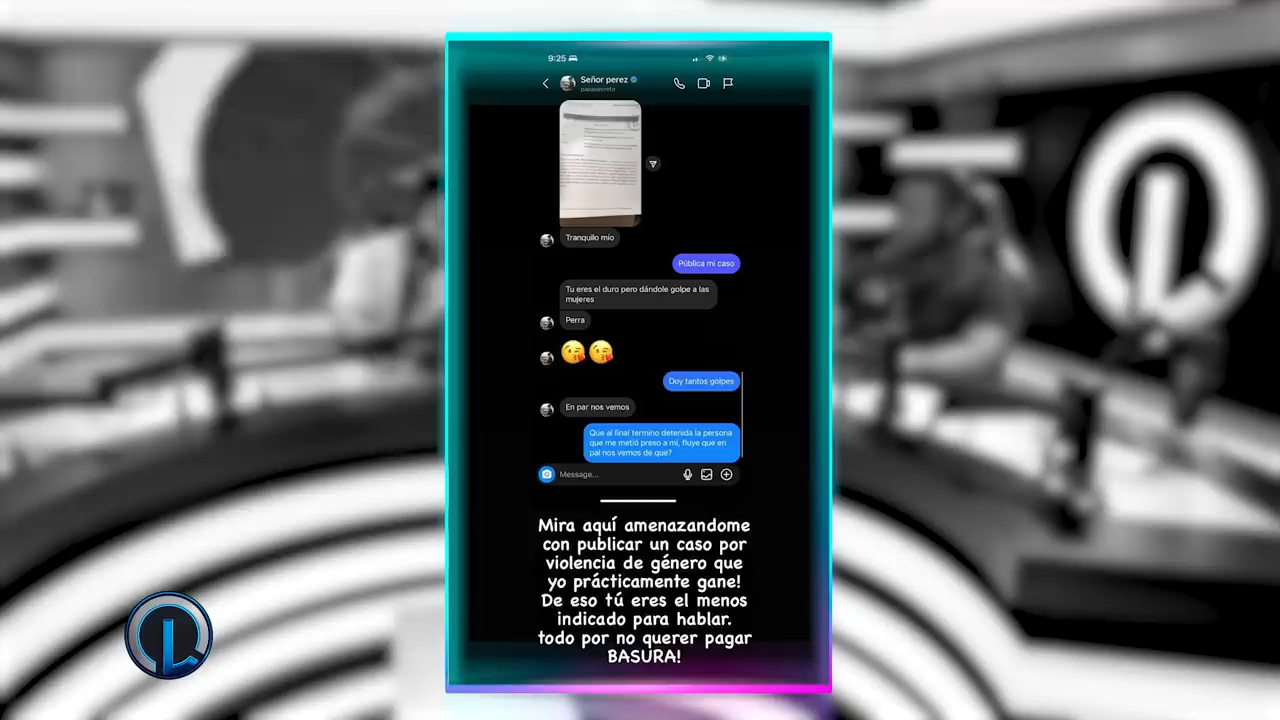 9:25
Señor perez
papasecreto
Tranquilo mío
Pública mi caso
Tu eres el duro pero dándole golpe a las
mujeres
Perra
Doy tantos golpes
En par nos vemos
Que al final termino detenida la persona
que me metió preso a mi, fluye que en
pal nos vemos de que?
Message...
Mira aquí amenazandome
con publicar un caso por
violencia de género que
yo prácticamente gane!
De eso tú eres el menos
indicado para hablar.
todo por no querer pagar
BASURA!